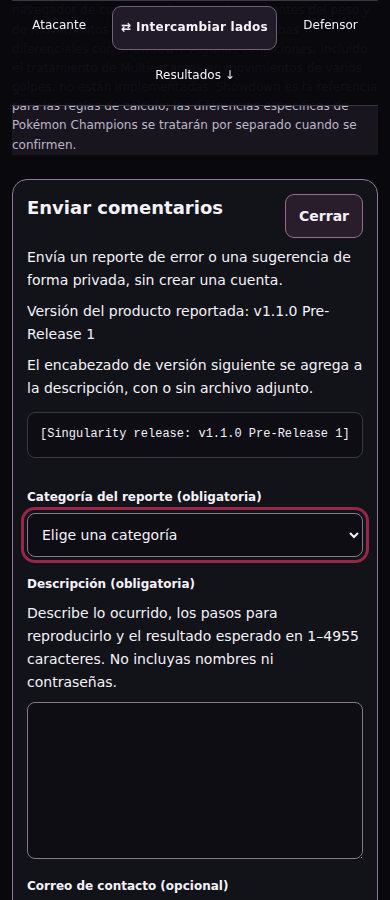 Atacante
⇄ Intercambiar lados
Defensor
Resultados ↓
para las reglas de cálculo, las diferencias específicas de
Pokémon Champions se tratarán por separado cuando se
confirmen.
Enviar comentarios
Cerrar
Envía un reporte de error o una sugerencia de
forma privada, sin crear una cuenta.
Versión del producto reportada: v1.1.0 Pre-
Release 1
El encabezado de versión siguiente se agrega a
la descripción, con o sin archivo adjunto.
[Singularity release: v1.1.0 Pre-Release 1]
Categoría del reporte (obligatoria)
Elige una categoría
Descripción (obligatoria)
Describe lo ocurrido, los pasos para
reproducirlo y el resultado esperado en 1–4955
caracteres. No incluyas nombres ni
contraseñas.
Correo de contacto (opcional)